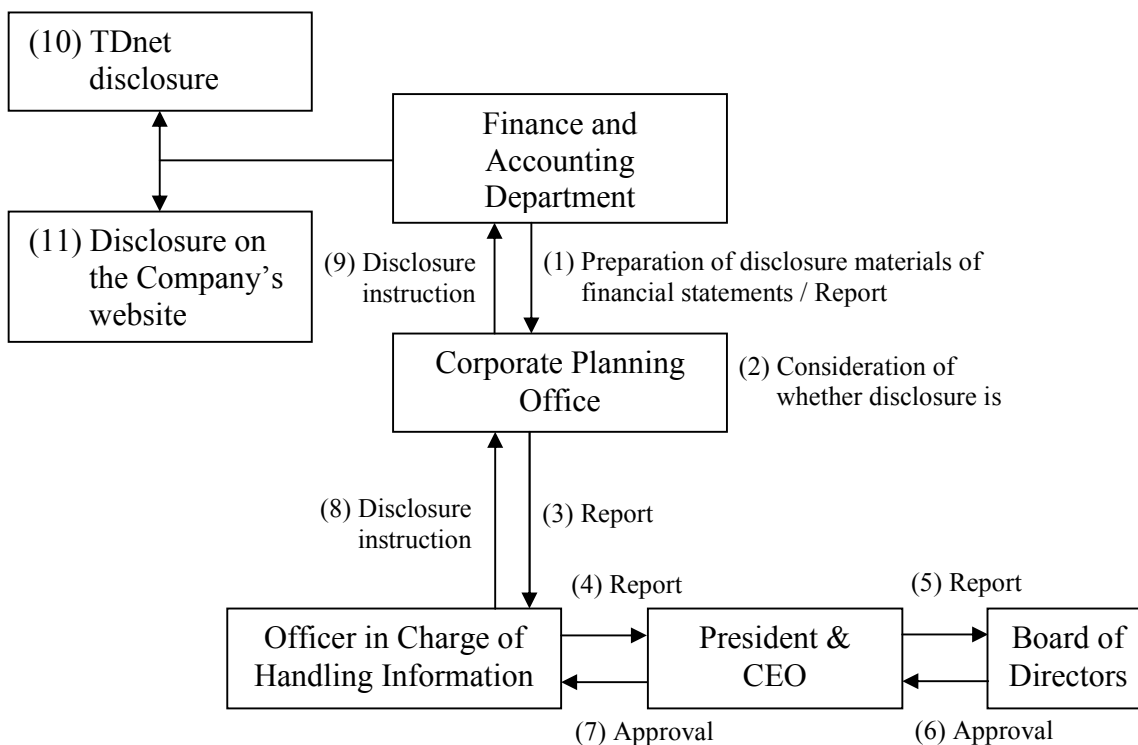 (10) TDnet
disclosure
Finance and
Accounting
Department
(11) Disclosure on
the Company’s
website
(9) Disclosure
instruction
(1) Preparation of disclosure materials of
financial statements / Report
Corporate Planning
Office
(2) Consideration of
whether disclosure is
(8) Disclosure
instruction
(3) Report
(4) Report
(5) Report
Officer in Charge of
Handling Information
President &
CEO
Board of
Directors
(7) Approval
(6) Approval